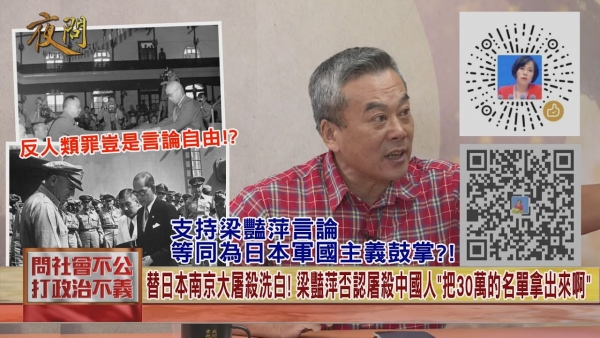 夜問
反人類罪豈是言論自由!?
支持梁豔萍言論
等同為日本軍國主義鼓掌?!
問社會不公
打政治不義
替日本南京大屠殺洗白! 梁豔萍否認屠殺中國人"把30萬的名單拿出來啊"